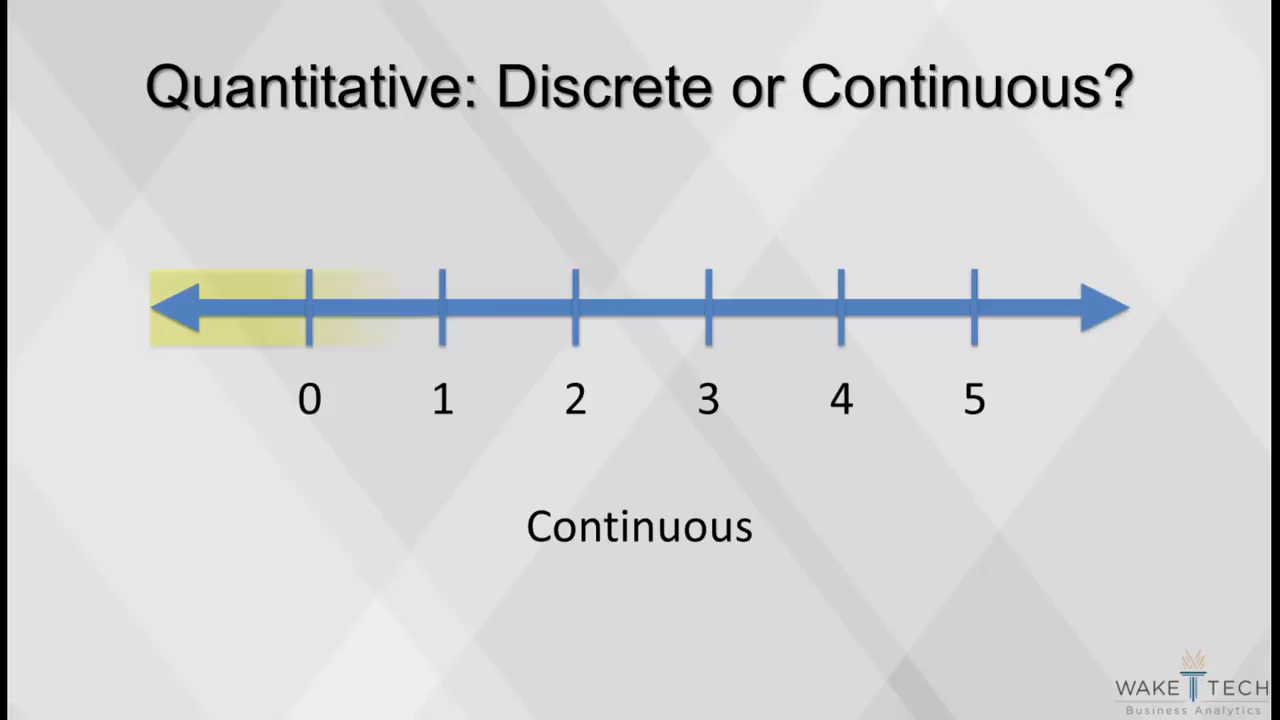 Quantitative: Discrete or Continuous?
0 1 2 3 4 5
Continuous
WAKE TECH
Business Analytics